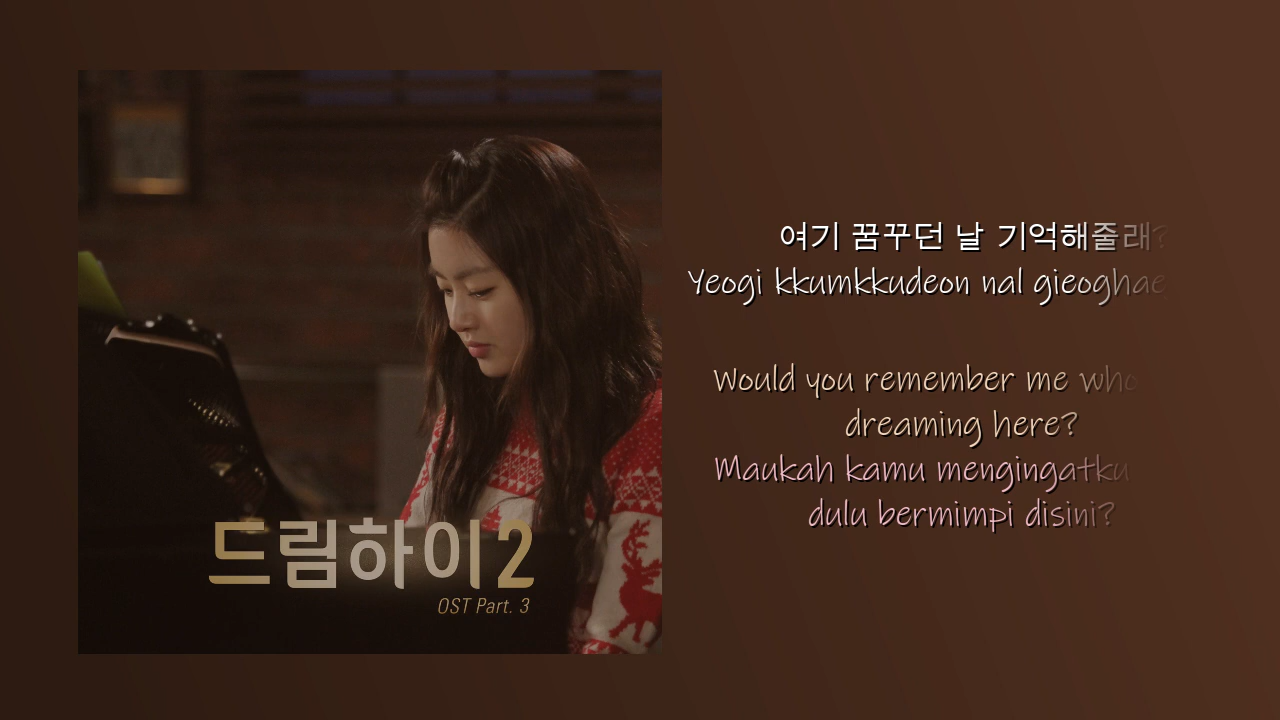 드림하이2
OST Part. 3
여기 꿈꾸던 날 기억해줄래?
Yeogi kkumkkudeon nal gieoghae
Would you remember me who
dreaming here?
Maukah kamu mengingatku
dulu bermimpi disini?